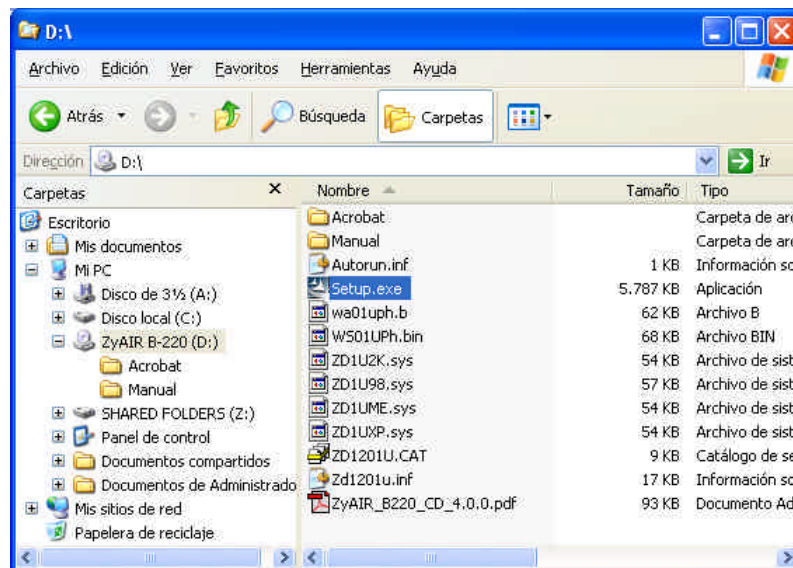 D:\
Archivo Edición Ver Favoritos Herramientas Ayuda
Atrás Búsqueda Carpetas
Dirección D:\ Ir
Carpetas
Escritorio
Mis documentos
Mi PC
Disco de 3½ (A:)
Disco local (C:)
ZyAIR B-220 (D:)
Acrobat
Manual
SHARED FOLDERS (Z:)
Panel de control
Documentos compartidos
Documentos de Administrado
Mis sitios de red
Papelera de reciclaje
Nombre Tamaño Tipo
Acrobat Carpeta de arc
Manual Carpeta de arc
Autorun.inf 1 KB Información so
Setup.exe 5.787 KB Aplicación
wa01uph.b 62 KB Archivo B
WS01UPh.bin 68 KB Archivo BIN
ZD1U2K.sys 54 KB Archivo de sist
ZD1U98.sys 57 KB Archivo de sist
ZD1UME.sys 54 KB Archivo de sist
ZD1UXP.sys 54 KB Archivo de sist
ZD1201U.CAT 9 KB Catálogo de se
Zd1201u.inf 17 KB Información so
ZyAIR_B220_CD_4.0.0.pdf 93 KB Documento Ad